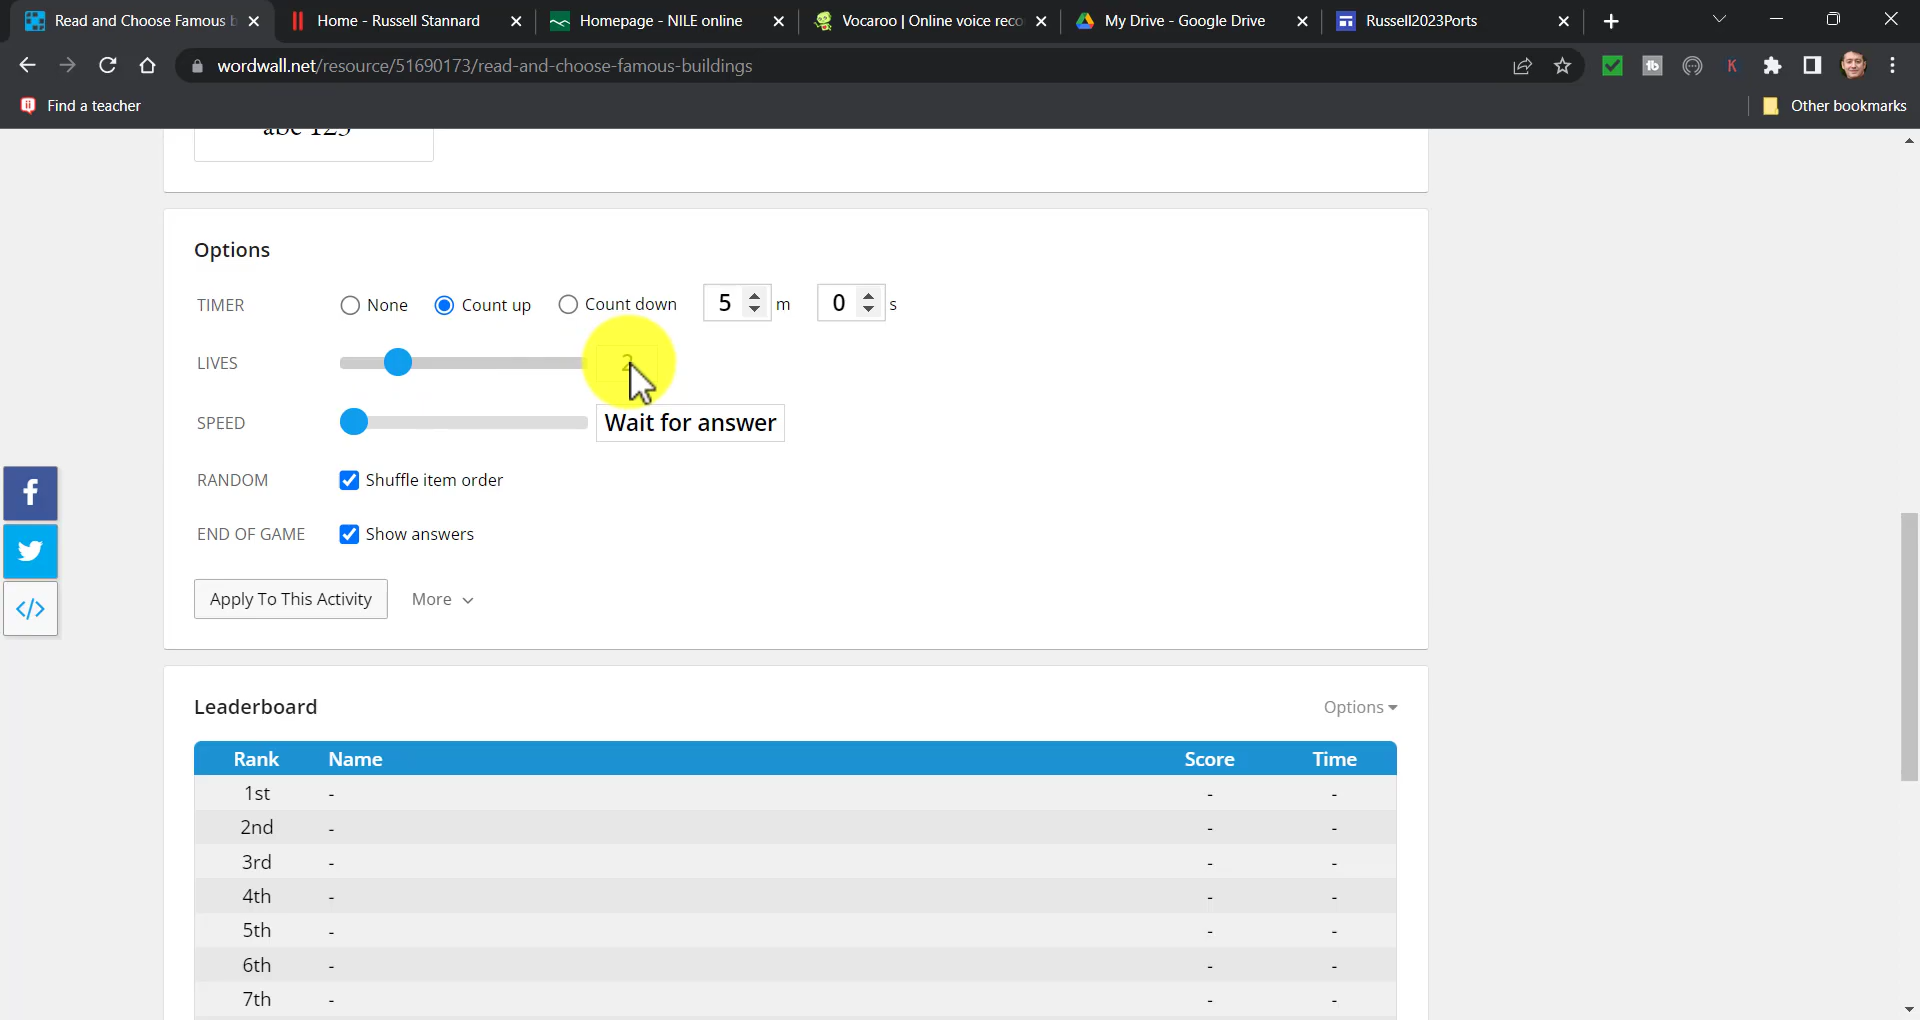 Read and Choose Famous b
Home - Russell Stannard
Homepage - NILE online
Vocaroo | Online voice reco
My Drive - Google Drive
Russell2023Ports
wordwall.net/resource/51690173/read-and-choose-famous-buildings
Find a teacher
Other bookmarks
abc 123
Options
TIMER None Count up Count down 5 m 0 s
LIVES 2
SPEED Wait for answer
RANDOM Shuffle item order
END OF GAME Show answers
Apply To This Activity More
Leaderboard Options
Rank Name Score Time
1st - - -
2nd - - -
3rd - - -
4th - - -
5th - - -
6th - - -
7th - - -